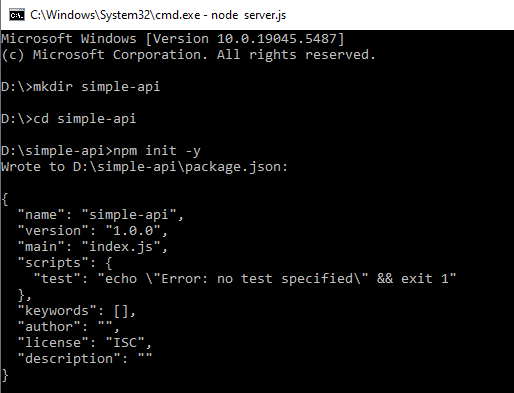 C:\Windows\System32\cmd.exe - node server.js
Microsoft Windows [Version 10.0.19045.5487]
(c) Microsoft Corporation. All rights reserved.
D:\>mkdir simple-api
D:\>cd simple-api
D:\simple-api>npm init -y
Wrote to D:\simple-api\package.json:
{
  "name": "simple-api",
  "version": "1.0.0",
  "main": "index.js",
  "scripts": {
    "test": "echo \"Error: no test specified\" && exit 1"
  },
  "keywords": [],
  "author": "",
  "license": "ISC",
  "description": ""
}